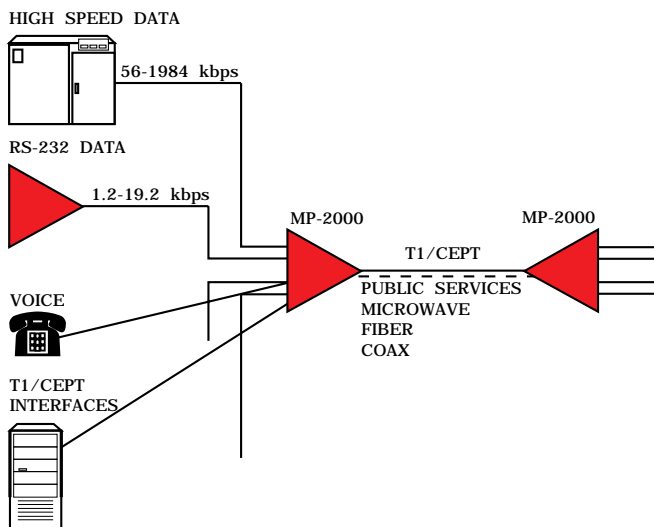 HIGH SPEED DATA
56-1984 kbps
RS-232 DATA
1.2-19.2 kbps
MP-2000
MP-2000
T1/CEPT
PUBLIC SERVICES
MICROWAVE
FIBER
COAX
VOICE
T1/CEPT
INTERFACES